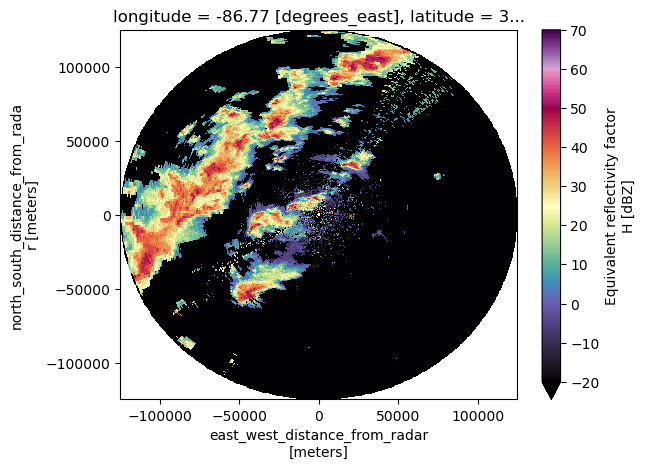 longitude = -86.77 [degrees_east], latitude = 3...
north_south_distance_from_rada
r [meters]
100000
50000
0
−50000
−100000
−100000
−50000
0
50000
100000
east_west_distance_from_radar
[meters]
70
60
50
40
30
20
10
0
−10
−20
Equivalent reflectivity factor
H [dBZ]